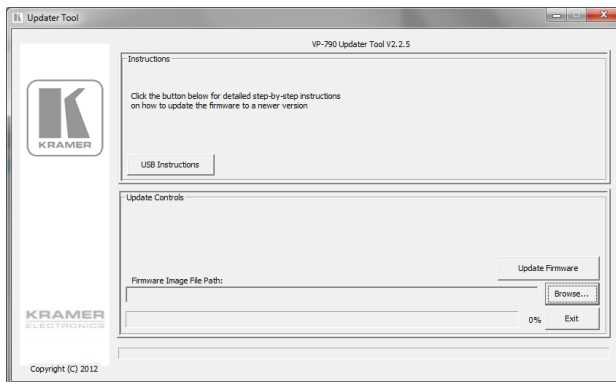 Updater Tool
VP-790 Updater Tool V2.2.5
Instructions
Click the button below for detailed step-by-step instructions
on how to update the firmware to a newer version
KRAMER
USB Instructions
Update Controls
Update Firmware
Firmware Image File Path:
Browse...
KRAMER
ELECTRONICS
0%
Exit
Copyright (C) 2012